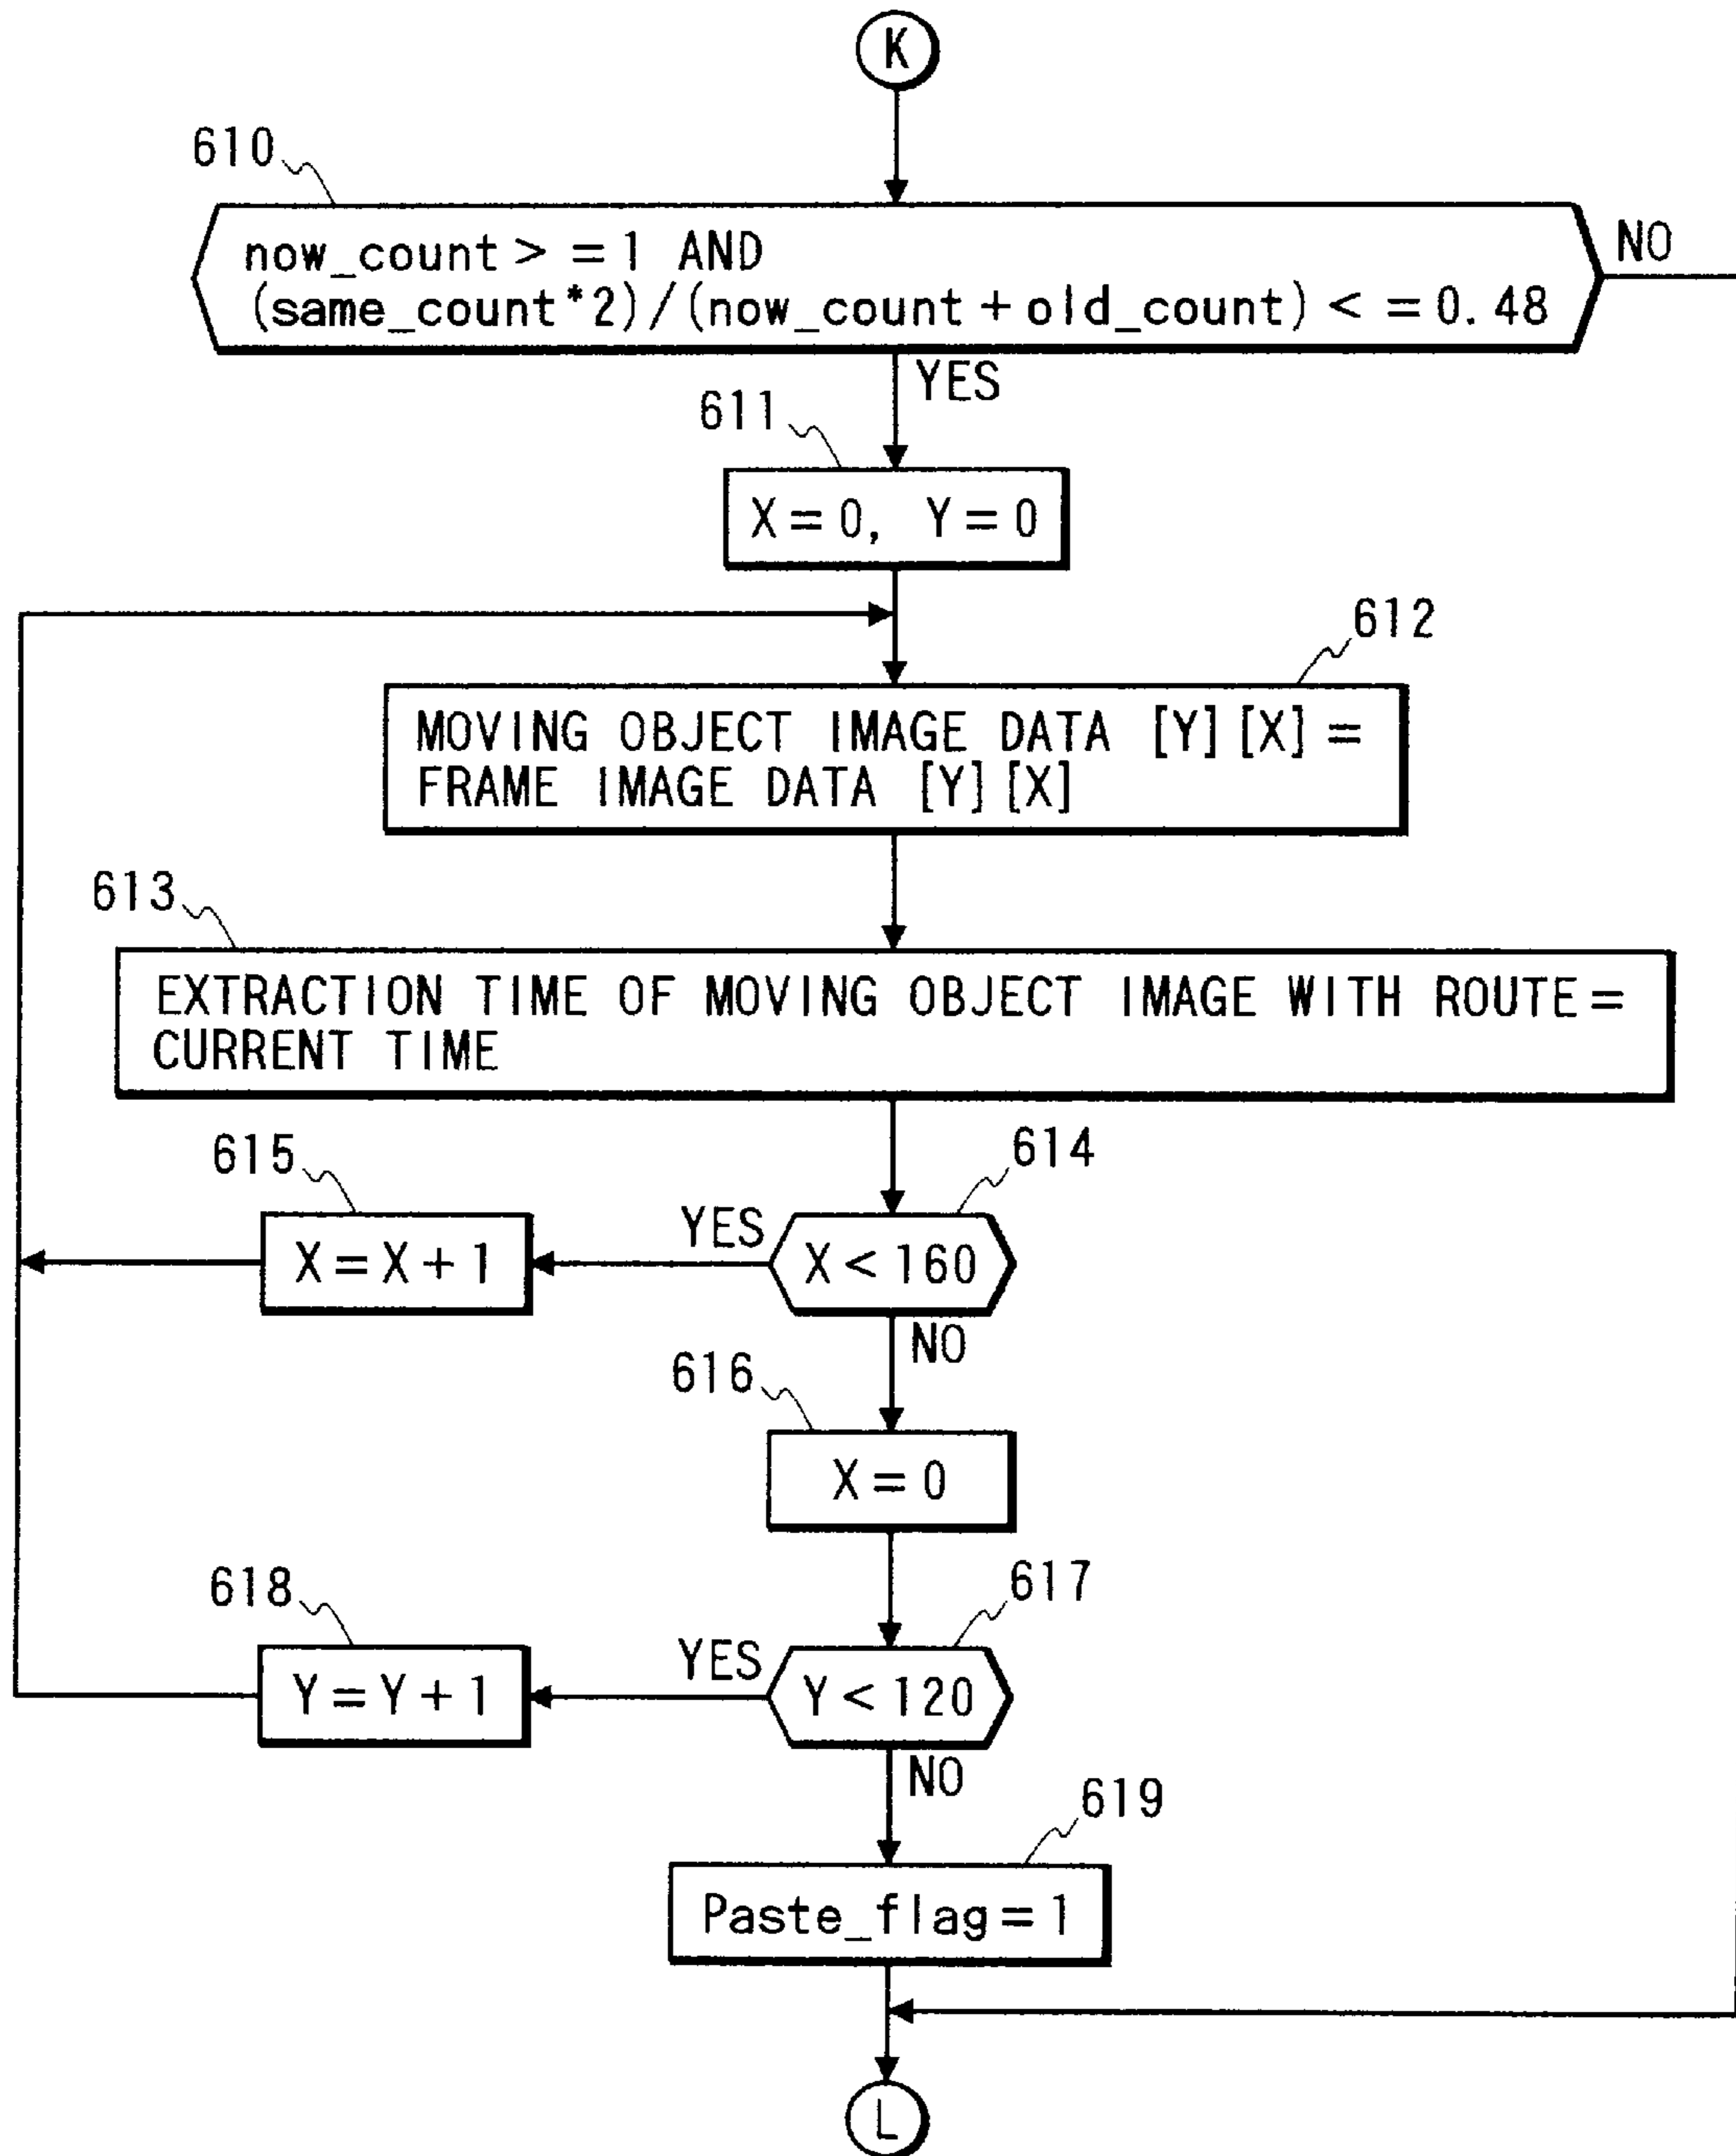 K
610
now_count > = 1 AND
(same_count*2)/(now_count + old_count) < = 0.48
NO
YES
611
X = 0, Y = 0
612
MOVING OBJECT IMAGE DATA [Y] [X] =
FRAME IMAGE DATA [Y] [X]
613
EXTRACTION TIME OF MOVING OBJECT IMAGE WITH ROUTE =
CURRENT TIME
614
615
YES
X = X + 1
X < 160
NO
616
X = 0
617
618
YES
Y = Y + 1
Y < 120
NO
619
Paste_flag = 1
L